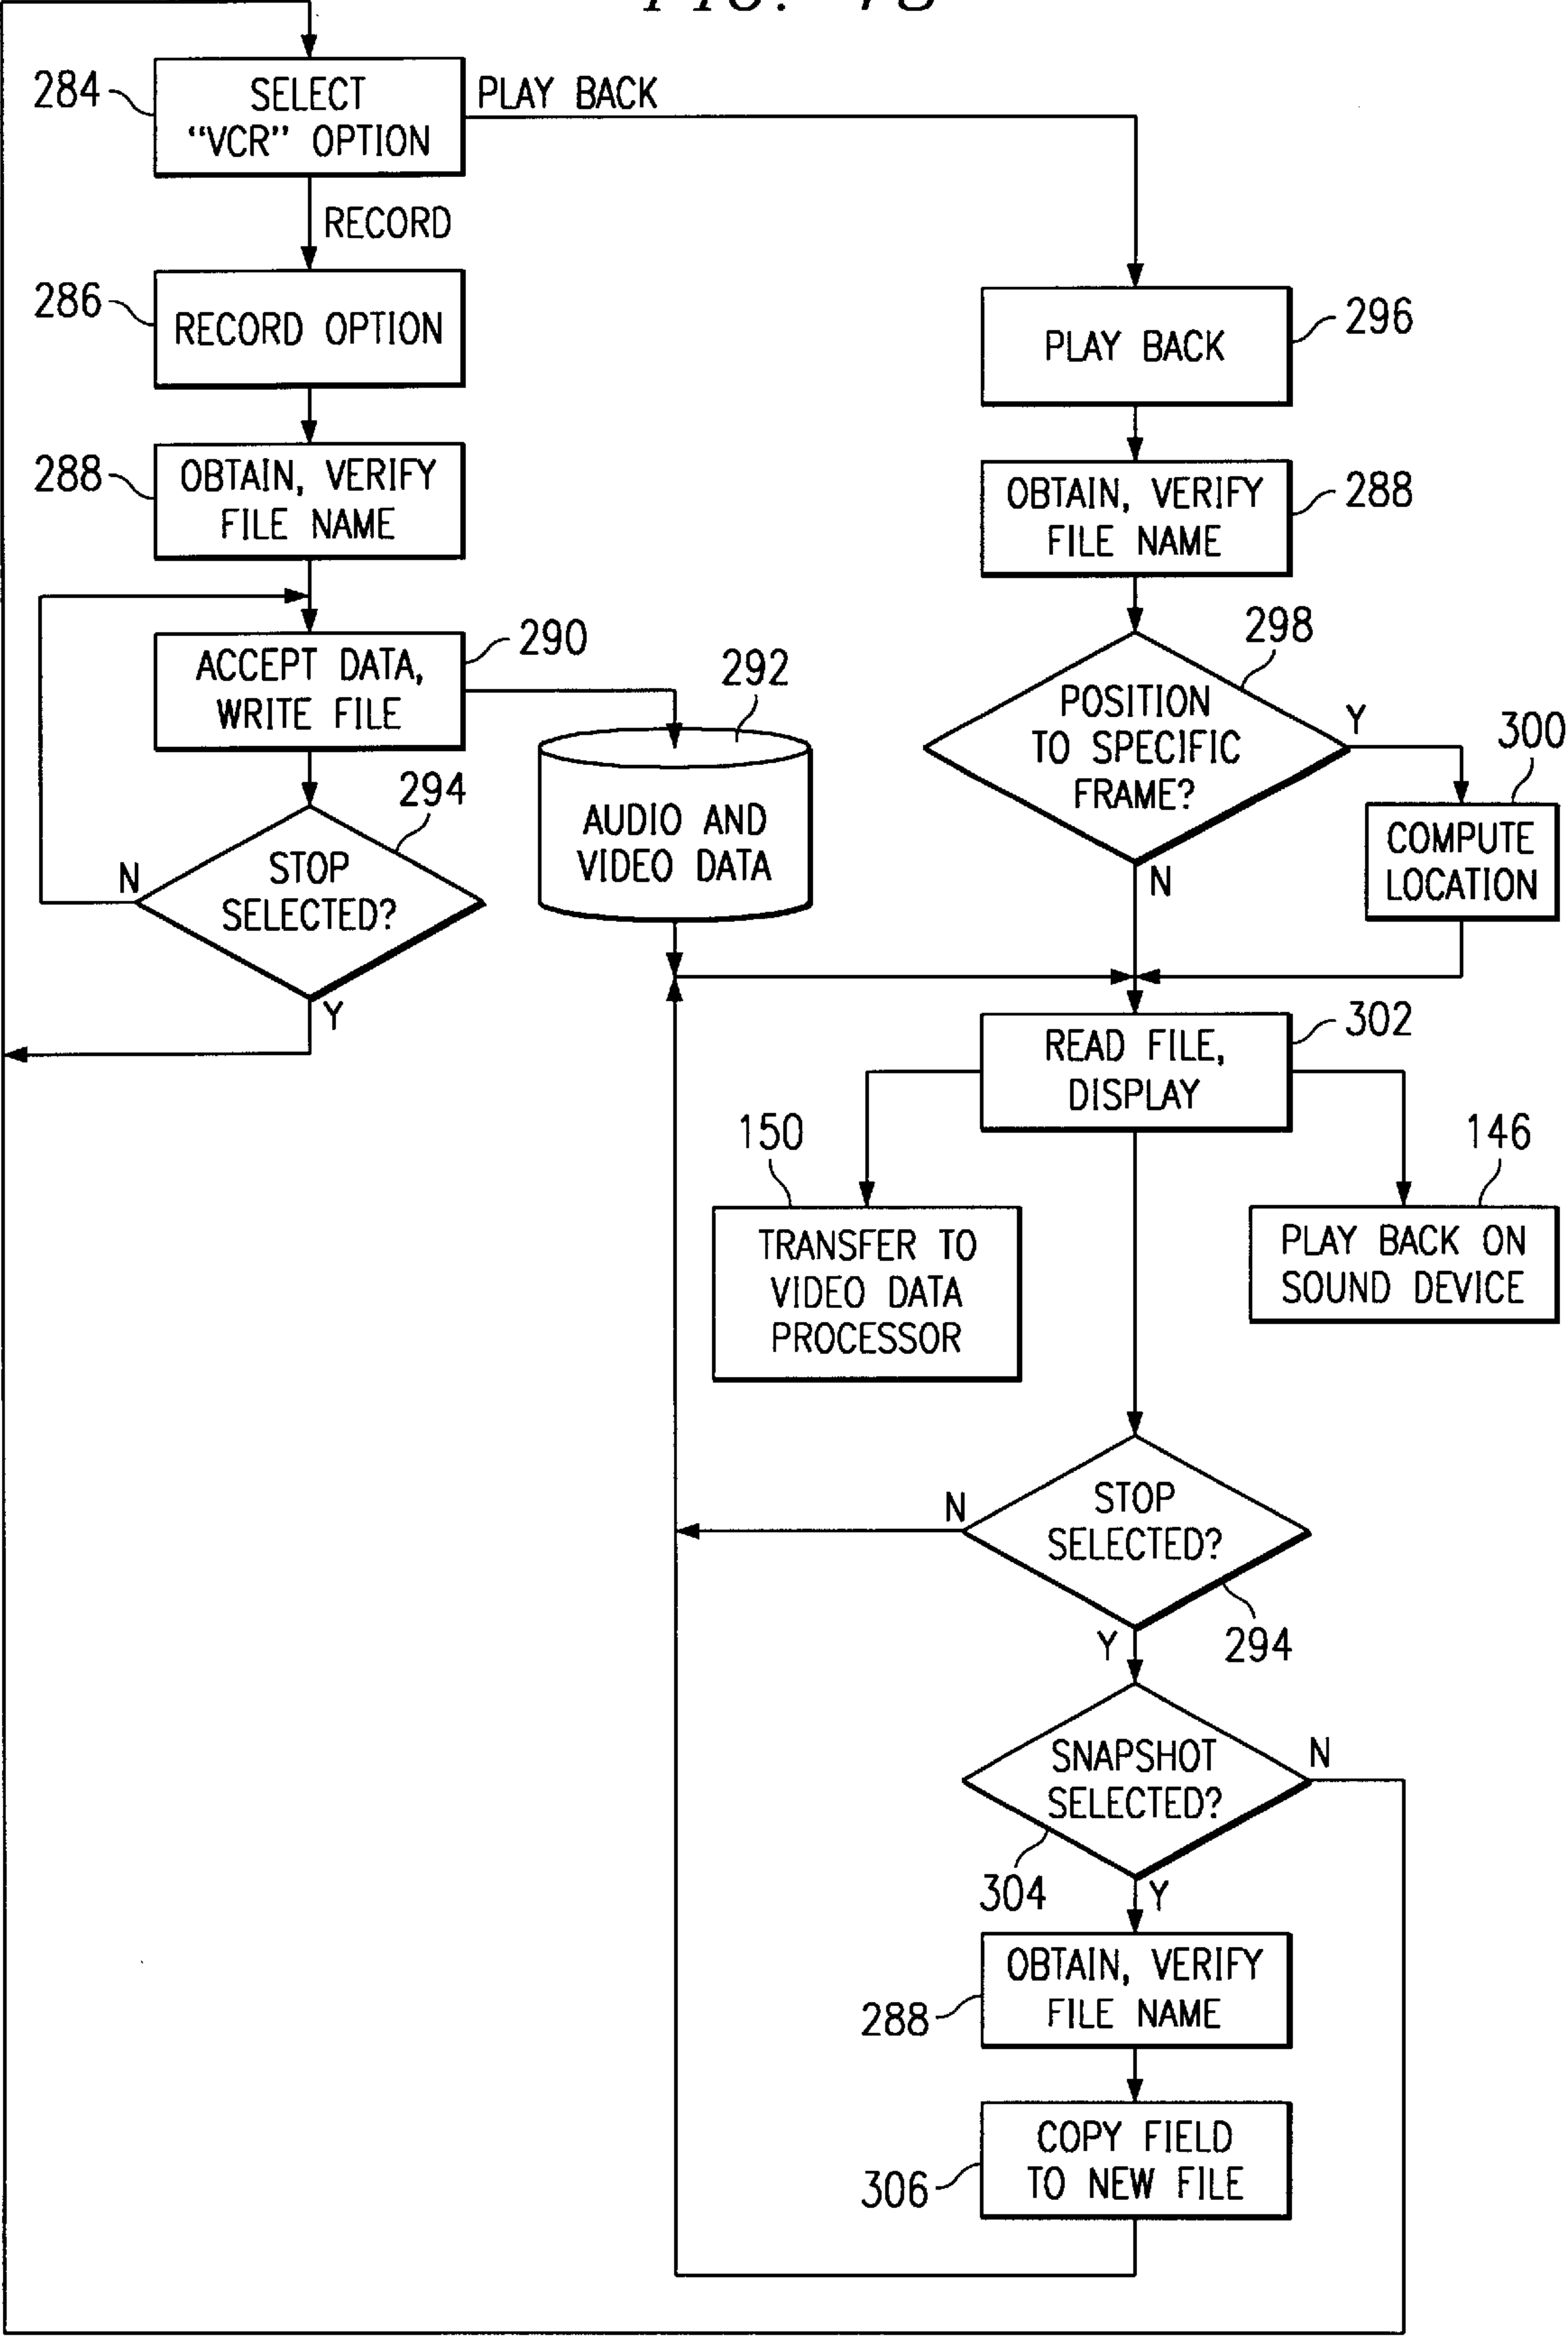 284
SELECT
"VCR" OPTION
PLAY BACK
RECORD
286
RECORD OPTION
296
PLAY BACK
288
OBTAIN, VERIFY
FILE NAME
288
OBTAIN, VERIFY
FILE NAME
290
ACCEPT DATA,
WRITE FILE
292
AUDIO AND
VIDEO DATA
298
POSITION
TO SPECIFIC
FRAME?
Y
N
300
COMPUTE
LOCATION
294
STOP
SELECTED?
N
Y
302
READ FILE,
DISPLAY
150
TRANSFER TO
VIDEO DATA
PROCESSOR
146
PLAY BACK ON
SOUND DEVICE
STOP
SELECTED?
N
Y
294
SNAPSHOT
SELECTED?
N
304
Y
OBTAIN, VERIFY
FILE NAME
288
COPY FIELD
TO NEW FILE
306